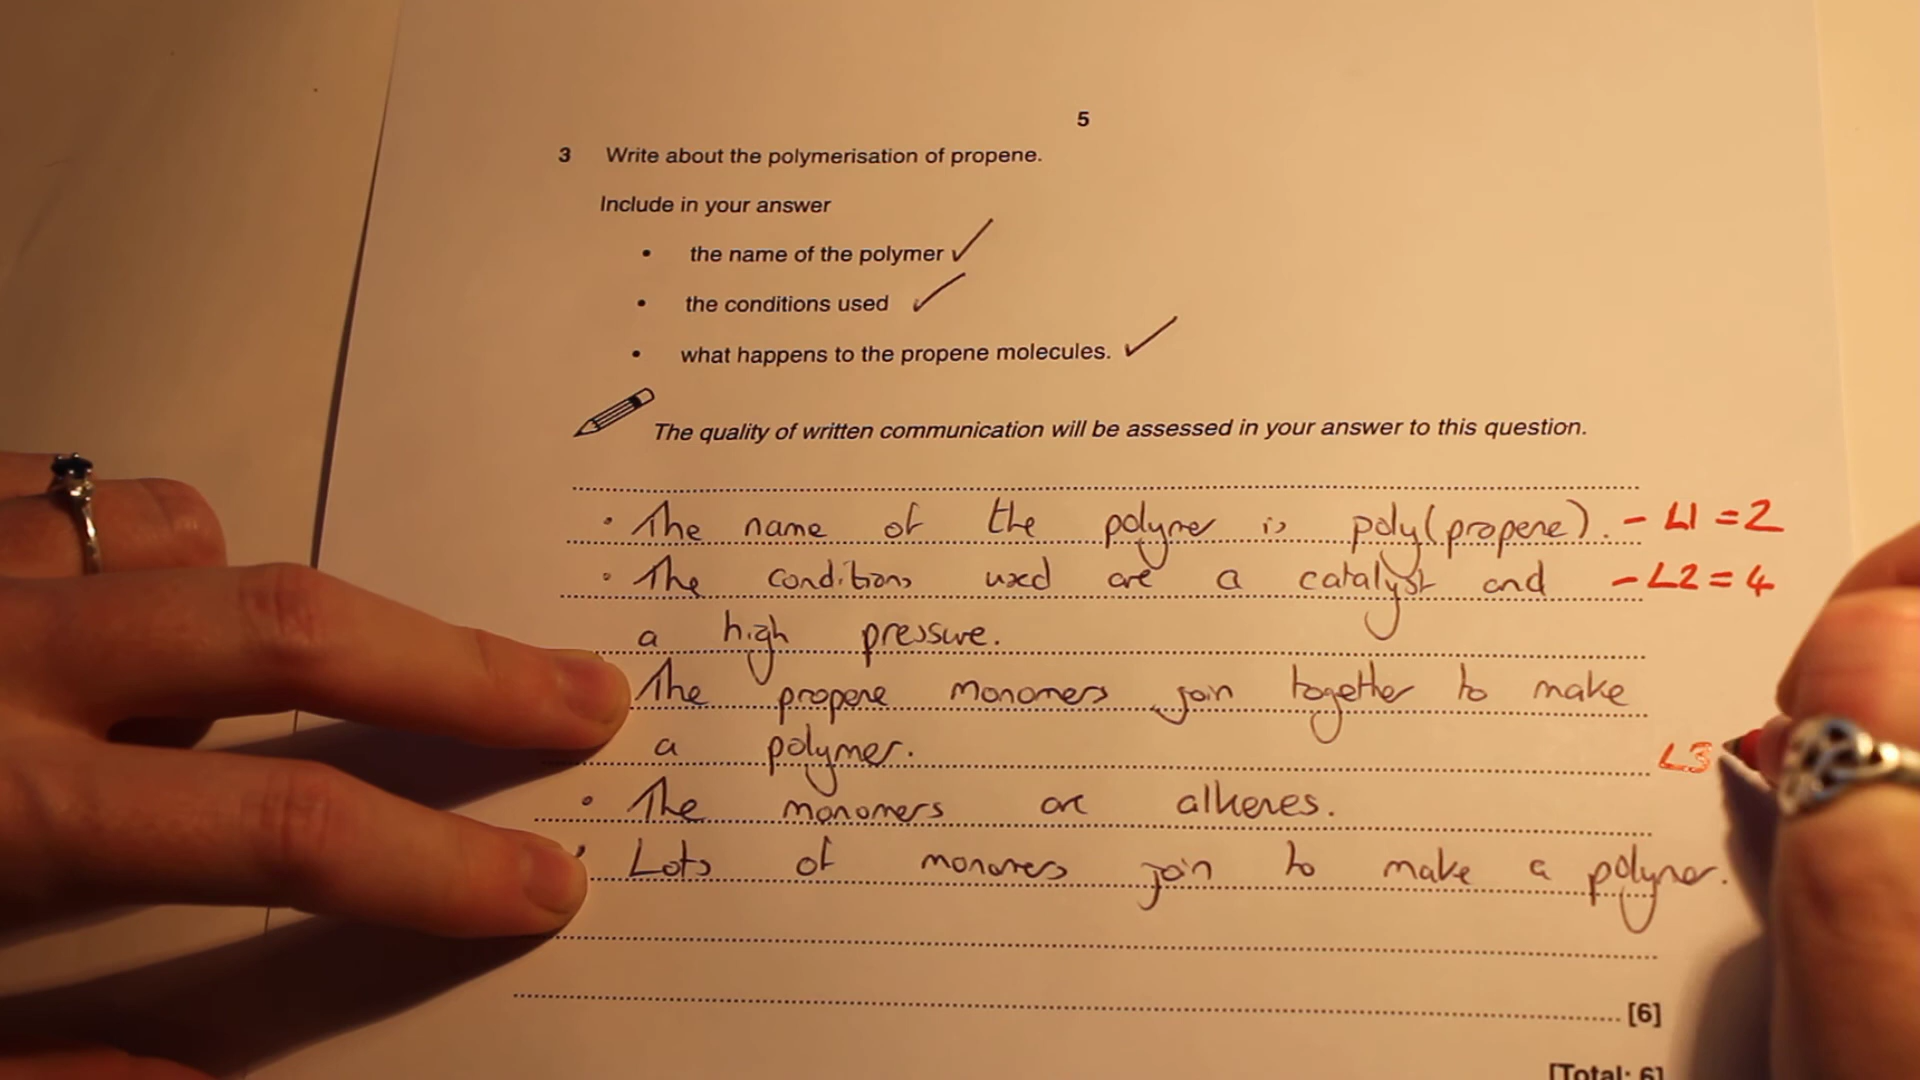 5
3 Write about the polymerisation of propene.
Include in your answer
• the name of the polymer ✓
• the conditions used ✓
• what happens to the propene molecules. ✓
The quality of written communication will be assessed in your answer to this question.
• The name of the polymer is poly(propene). - L1 = 2
• The conditions used are a catalyst and - L2 = 4
a high pressure.
The propene monomers join together to make
a polymer. L3
• The monomers are alkenes.
• Lots of monomers join to make a polymer.
[6]
[Total: 6]